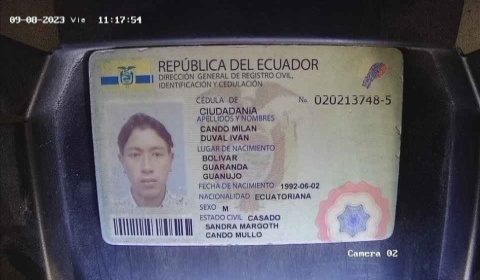 09-08-2023 Vie 11:17:54
REPÚBLICA DEL ECUADOR
DIRECCIÓN GENERAL DE REGISTRO CIVIL,
IDENTIFICACIÓN Y CEDULACIÓN
CÉDULA DE No 020213748-5
CIUDADANÍA
APELLIDOS Y NOMBRES
CANDO MILAN
DUVAL IVAN
LUGAR DE NACIMIENTO
BOLIVAR
GUARANDA
GUANUJO
FECHA DE NACIMIENTO 1992-06-02
NACIONALIDAD ECUATORIANA
SEXO M
ESTADO CIVIL CASADO
SANDRA MARGOTH
CANDO MULLO
Camera 02